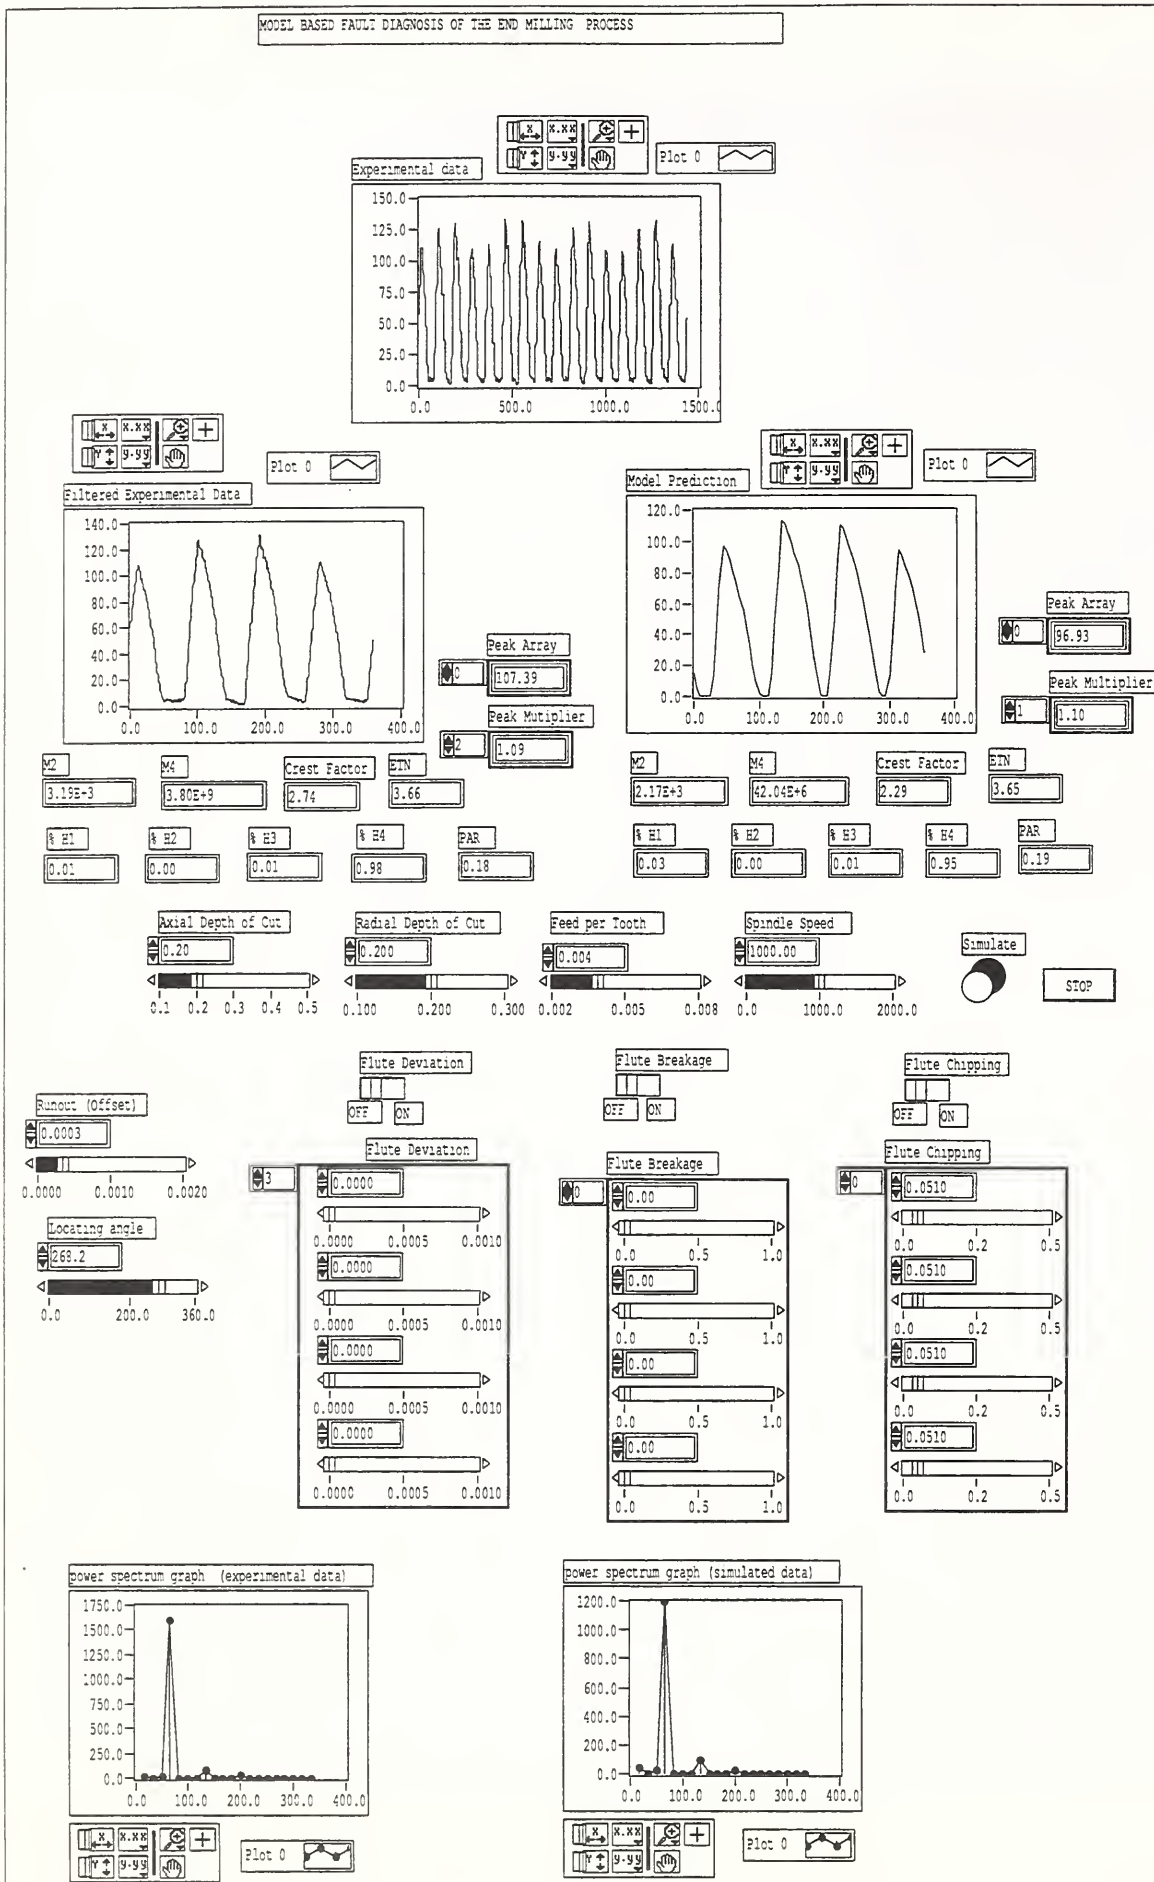 MODEL BASED FAULT DIAGNOSIS OF THE END MILLING PROCESS
X X.XX
Y Y.YY
Plot 0
Experimental data
150.0
125.0
100.0
75.0
50.0
25.0
0.0
0.0 500.0 1000.0 1500.0
X X.XX
Y Y.YY
Plot 0
Filtered Experimental Data
140.0
120.0
100.0
80.0
60.0
40.0
20.0
0.0
0.0 100.0 200.0 300.0 400.0
Peak Array
0 107.39
Peak Mutiplier
2 1.09
X X.XX
Y Y.YY
Plot 0
Model Prediction
120.0
100.0
80.0
60.0
40.0
20.0
0.0
0.0 100.0 200.0 300.0 400.0
Peak Array
0 96.93
Peak Multiplier
1 1.10
M2 M4 Crest Factor ETN
3.19E+3 3.80E+9 2.74 3.66
% H1 % H2 % H3 % H4 PAR
0.01 0.00 0.01 0.98 0.18
M2 M4 Crest Factor ETN
2.17E+3 42.04E+6 2.29 3.65
% H1 % H2 % H3 % H4 PAR
0.03 0.00 0.01 0.95 0.19
Axial Depth of Cut
0.20
0.1 0.2 0.3 0.4 0.5
Radial Depth of Cut
0.200
0.100 0.200 0.300
Feed per Tooth
0.004
0.002 0.005 0.008
Spindle Speed
1000.00
0.0 1000.0 2000.0
Simulate
STOP
Runout (Offset)
0.0003
0.0000 0.0010 0.0020
Locating angle
268.2
0.0 200.0 360.0
Flute Deviation
OFF ON
Flute Deviation
3
0.0000
0.0000 0.0005 0.0010
0.0000
0.0000 0.0005 0.0010
0.0000
0.0000 0.0005 0.0010
0.0000
0.0000 0.0005 0.0010
Flute Breakage
OFF ON
Flute Breakage
0
0.00
0.0 0.5 1.0
0.00
0.0 0.5 1.0
0.00
0.0 0.5 1.0
0.00
0.0 0.5 1.0
Flute Chipping
OFF ON
Flute Chipping
0
0.0510
0.0 0.2 0.5
0.0510
0.0 0.2 0.5
0.0510
0.0 0.2 0.5
0.0510
0.0 0.2 0.5
power spectrum graph (experimental data)
1750.0
1500.0
1250.0
1000.0
750.0
500.0
250.0
0.0
0.0 100.0 200.0 300.0 400.0
X X.XX
Y Y.YY
Plot 0
power spectrum graph (simulated data)
1200.0
1000.0
800.0
600.0
400.0
200.0
0.0
0.0 100.0 200.0 300.0 400.0
X X.XX
Y Y.YY
Plot 0